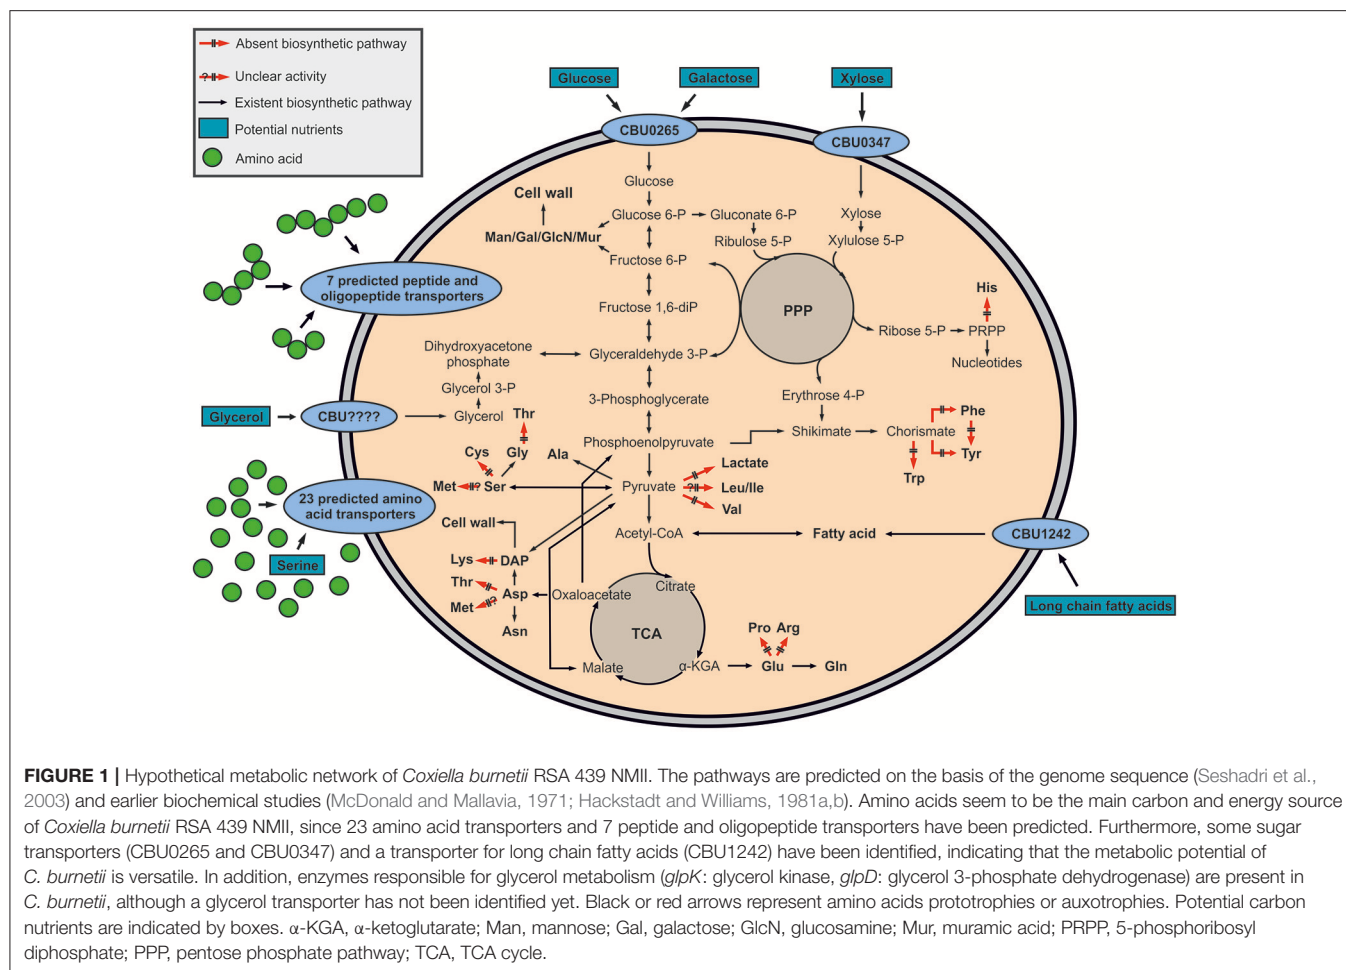 Absent biosynthetic pathway
? Unclear activity
Existent biosynthetic pathway
Potential nutrients
Amino acid
Glucose
Galactose
Xylose
CBU0265
CBU0347
Glucose
Cell wall
Glucose 6-P
Gluconate 6-P
Xylose
Man/Gal/GlcN/Mur
Ribulose 5-P
Xylulose 5-P
Fructose 6-P
7 predicted peptide and
oligopeptide transporters
His
Fructose 1,6-diP
PPP
Ribose 5-P
PRPP
Dihydroxyacetone
phosphate
Glyceraldehyde 3-P
Nucleotides
Glycerol 3-P
3-Phosphoglycerate
Erythrose 4-P
Glycerol
CBU????
Glycerol
Thr
Phe
Phosphoenolpyruvate
Shikimate
Chorismate
Cys
Gly
Ala
Tyr
Lactate
Trp
Met
?
Ser
Pyruvate
?
Leu/Ile
23 predicted amino
acid transporters
Val
Cell wall
Acetyl-CoA
Fatty acid
CBU1242
Serine
Lys
DAP
Thr
Citrate
Asp
Oxaloacetate
Met
?
Long chain fatty acids
Asn
TCA
Pro
Arg
Malate
α-KGA
Glu
Gln
FIGURE 1 | Hypothetical metabolic network of Coxiella burnetii RSA 439 NMII. The pathways are predicted on the basis of the genome sequence (Seshadri et al.,
2003) and earlier biochemical studies (McDonald and Mallavia, 1971; Hackstadt and Williams, 1981a,b). Amino acids seem to be the main carbon and energy source
of Coxiella burnetii RSA 439 NMII, since 23 amino acid transporters and 7 peptide and oligopeptide transporters have been predicted. Furthermore, some sugar
transporters (CBU0265 and CBU0347) and a transporter for long chain fatty acids (CBU1242) have been identified, indicating that the metabolic potential of
C. burnetii is versatile. In addition, enzymes responsible for glycerol metabolism (glpK: glycerol kinase, glpD: glycerol 3-phosphate dehydrogenase) are present in
C. burnetii, although a glycerol transporter has not been identified yet. Black or red arrows represent amino acids prototrophies or auxotrophies. Potential carbon
nutrients are indicated by boxes. α-KGA, α-ketoglutarate; Man, mannose; Gal, galactose; GlcN, glucosamine; Mur, muramic acid; PRPP, 5-phosphoribosyl
diphosphate; PPP, pentose phosphate pathway; TCA, TCA cycle.